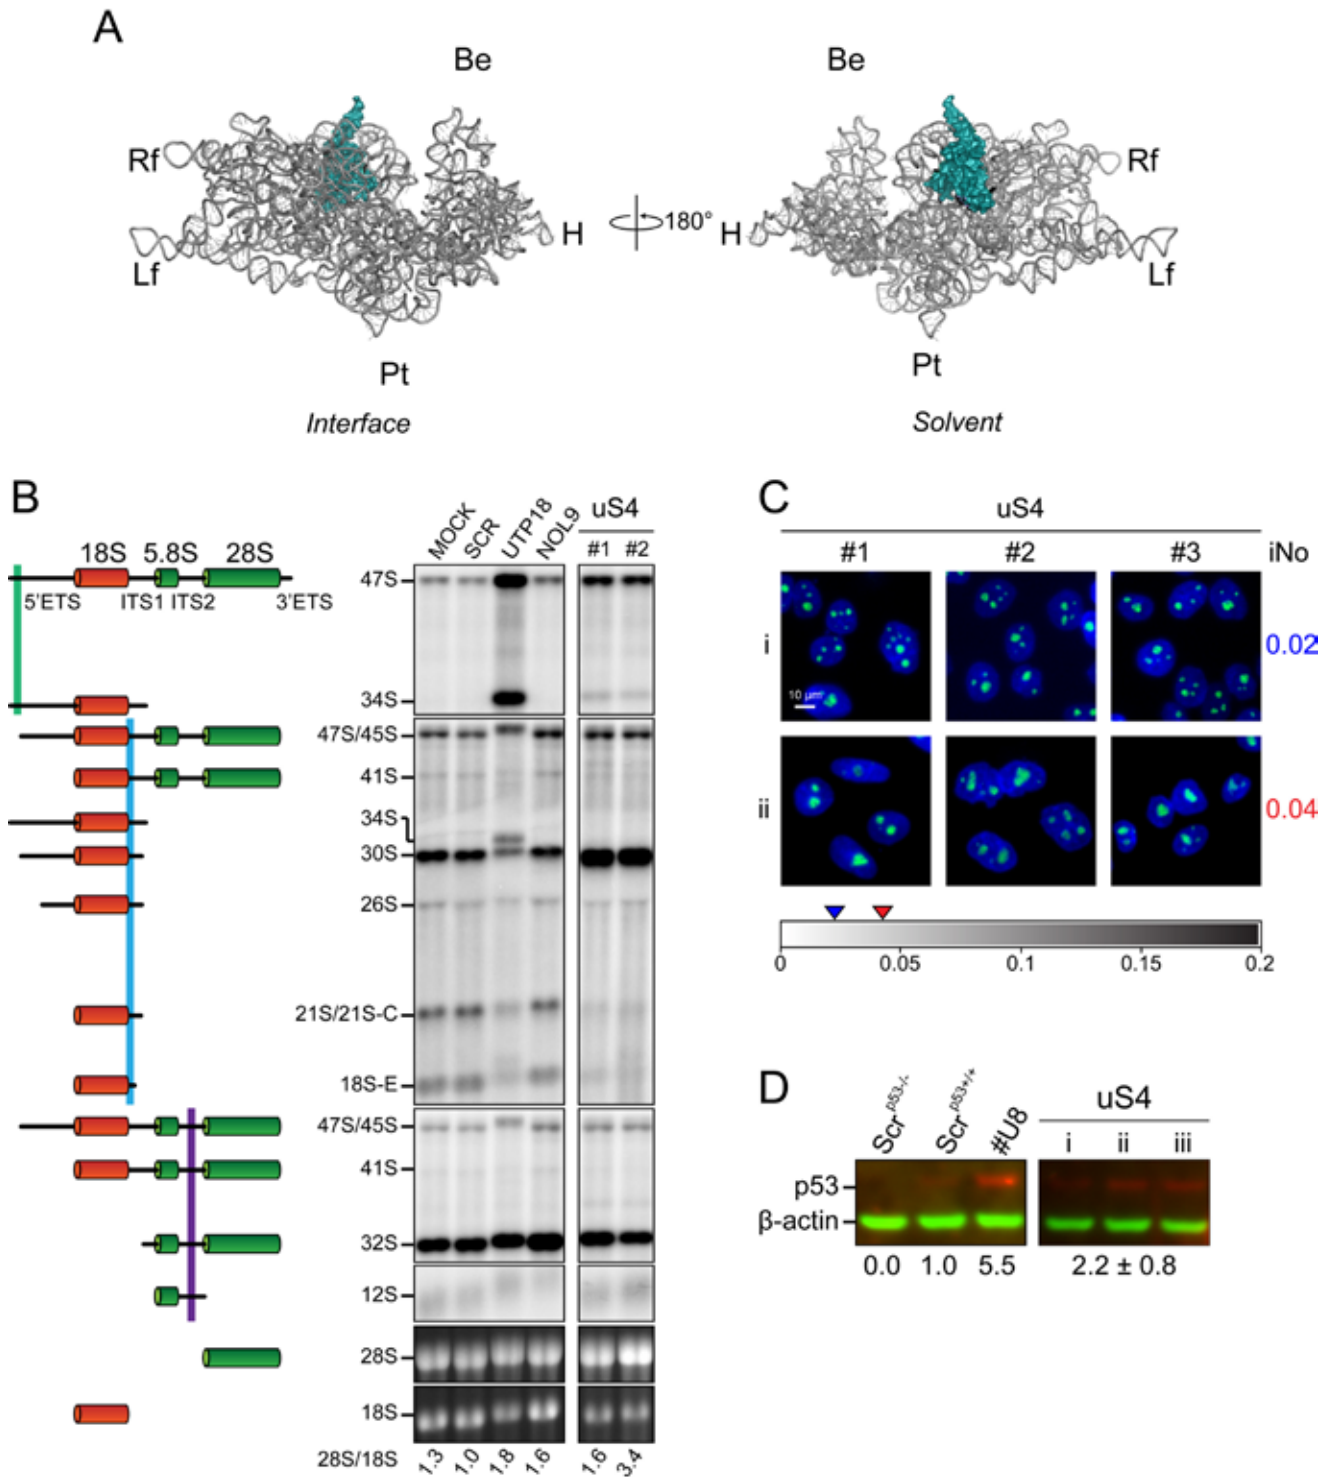 A
Be
Be
Rf
Rf
H
180°
H
Lf
Lf
Pt
Pt
Interface
Solvent
B
MOCK
SCR
UTP18
NOL9
uS4
#1 #2
18S 5.8S 28S
5'ETS ITS1 ITS2 3'ETS
47S
34S
47S/45S
41S
34S
30S
26S
21S/21S-C
18S-E
47S/45S
41S
32S
12S
28S
18S
28S/18S 1.3 1.0 1.8 1.6 1.6 3.4
C
uS4
#1 #2 #3 iNo
i
10 µm
0.02
ii
0.04
0 0.05 0.1 0.15 0.2
D
Scr p53-/-
Scr p53+/+
#U8
uS4
i ii iii
p53
β-actin
0.0 1.0 5.5 2.2 ± 0.8